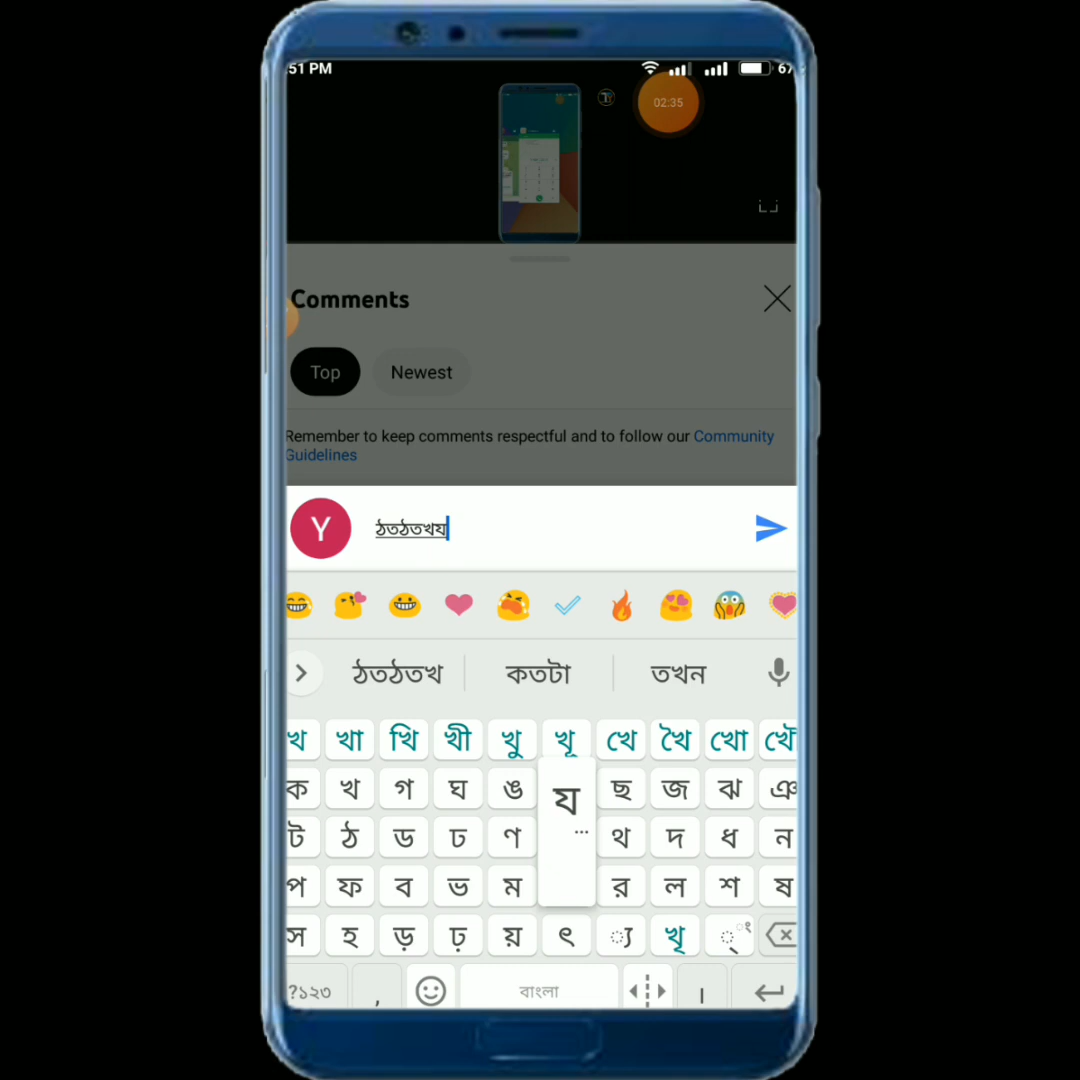 51 PM 67
02:35
Comments
Top Newest
Remember to keep comments respectful and to follow our Community
Guidelines
Y ঠতঠতখয
ঠতঠতখ কতটা তখন
খ খা খি খী খু খূ খে খৈ খো খৌ
ক খ গ ঘ ঙ য ছ জ ঝ ঞ
ট ঠ ড ঢ ণ ... থ দ ধ ন
প ফ ব ভ ম র ল শ ষ
স হ ড় ঢ় য় ৎ ্য খৃ ্ ং ঃ
?১২৩ , বাংলা ।